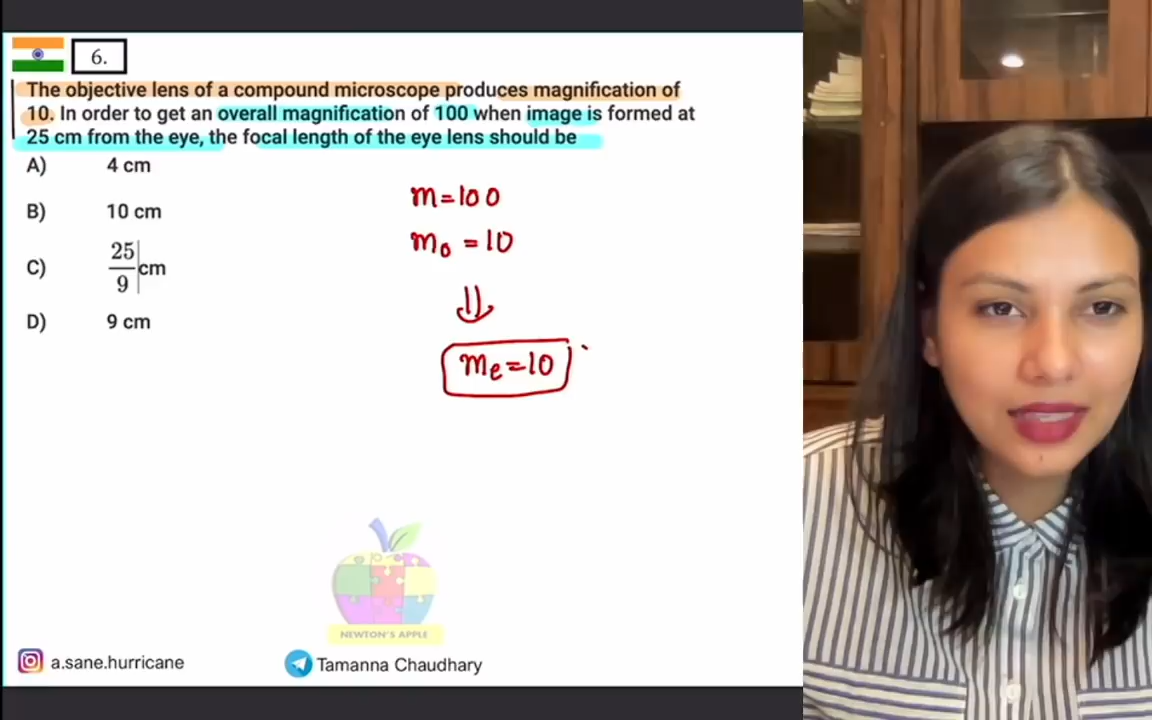 6.
The objective lens of a compound microscope produces magnification of
10. In order to get an overall magnification of 100 when image is formed at
25 cm from the eye, the focal length of the eye lens should be
A) 4 cm
B) 10 cm
C) 25/9 cm
D) 9 cm
m=100
m₀ =10
⇓
mₑ=10
NEWTON'S APPLE
a.sane.hurricane
Tamanna Chaudhary